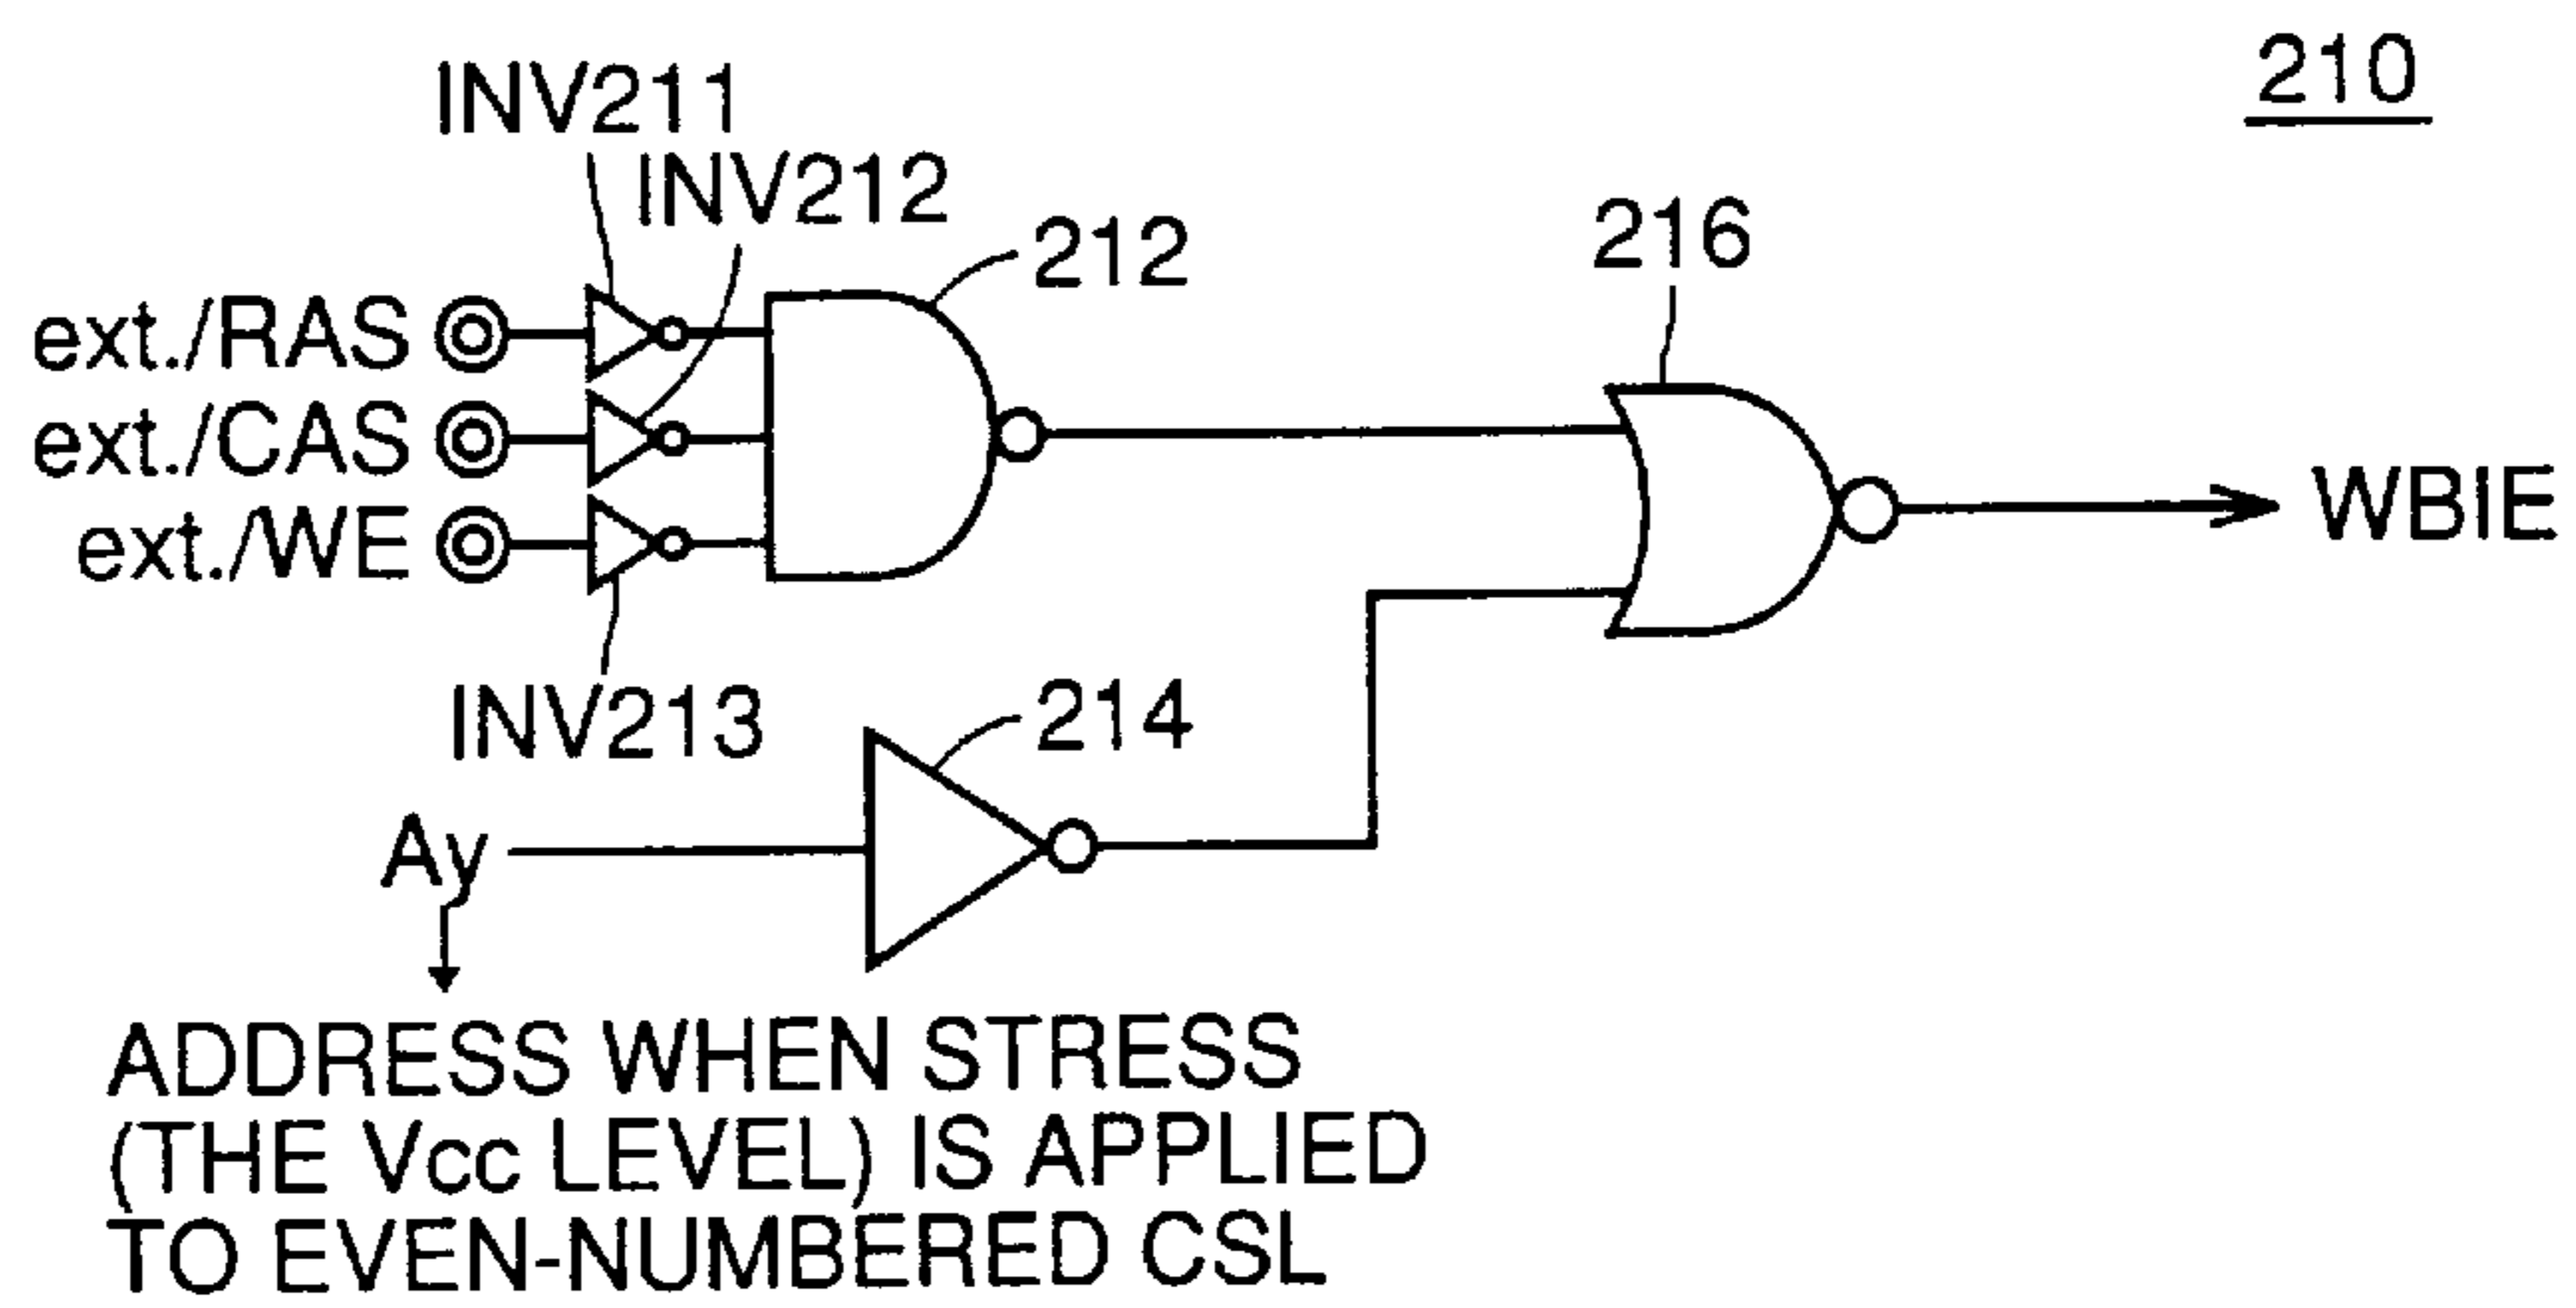 210
INV211
INV212
212
216
ext./RAS
ext./CAS
ext./WE
WBIE
INV213
214
Ay
ADDRESS WHEN STRESS
(THE Vcc LEVEL) IS APPLIED
TO EVEN-NUMBERED CSL